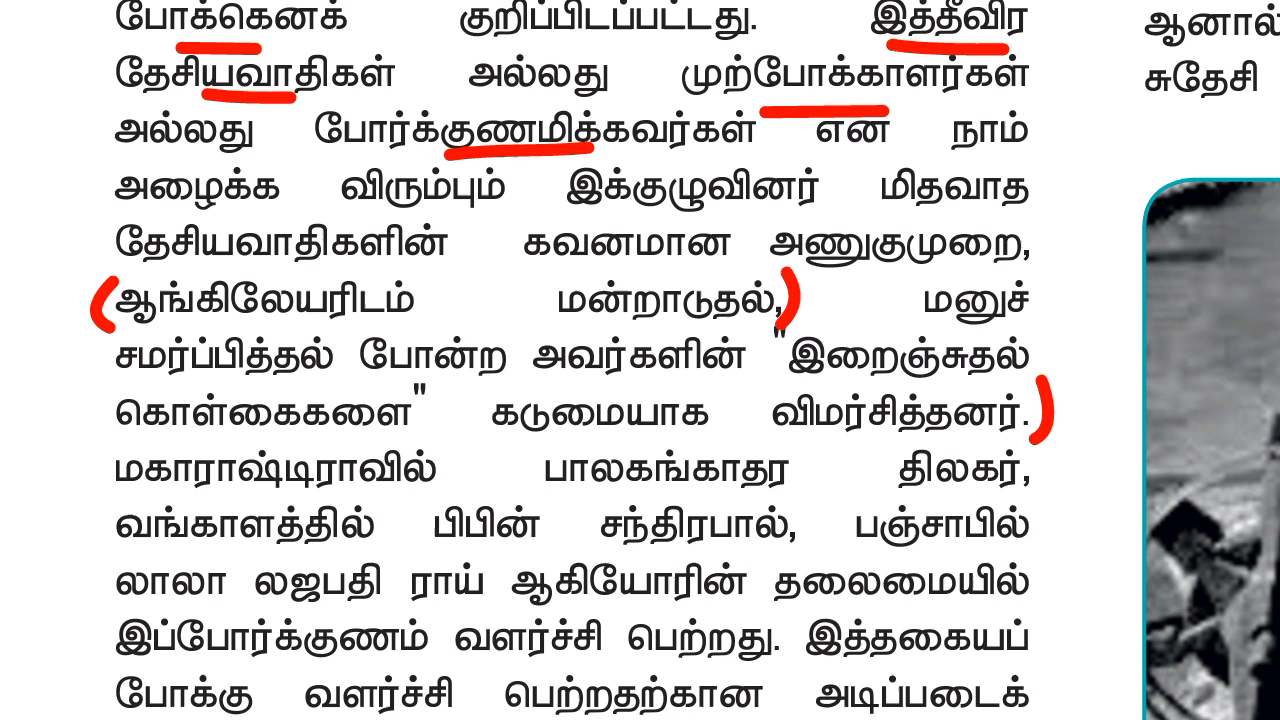 போக்கெனக் குறிப்பிடப்பட்டது. இத்தீவிர
தேசியவாதிகள் அல்லது முற்போக்காளர்கள்
அல்லது போர்க்குணமிக்கவர்கள் என நாம்
அழைக்க விரும்பும் இக்குழுவினர் மிதவாத
தேசியவாதிகளின் கவனமான அணுகுமுறை,
ஆங்கிலேயரிடம் மன்றாடுதல், மனுச்
சமர்ப்பித்தல் போன்ற அவர்களின் "இறைஞ்சுதல்
கொள்கைகளை" கடுமையாக விமர்சித்தனர்.
மகாராஷ்டிராவில் பாலகங்காதர திலகர்,
வங்காளத்தில் பிபின் சந்திரபால், பஞ்சாபில்
லாலா லஜபதி ராய் ஆகியோரின் தலைமையில்
இப்போர்க்குணம் வளர்ச்சி பெற்றது. இத்தகையப்
போக்கு வளர்ச்சி பெற்றதற்கான அடிப்படைக்
ஆனால்
சுதேசி